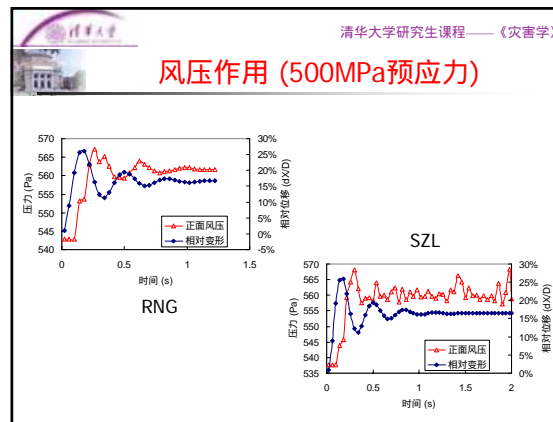 清华大学
清华大学研究生课程——《灾害学》
风压作用 (500MPa预应力)
570
565
560
555
550
545
540
压力 (Pa)
30%
25%
20%
15%
10%
5%
0%
-5%
相对位移 (dX/D)
正面风压
相对变形
0
0.5
1
1.5
时间 (s)
RNG
SZL
570
565
560
555
550
545
540
535
压力 (Pa)
30%
25%
20%
15%
10%
5%
0%
相对位移 (dX/D)
正面风压
相对变形
0
0.5
1
1.5
2
时间 (s)